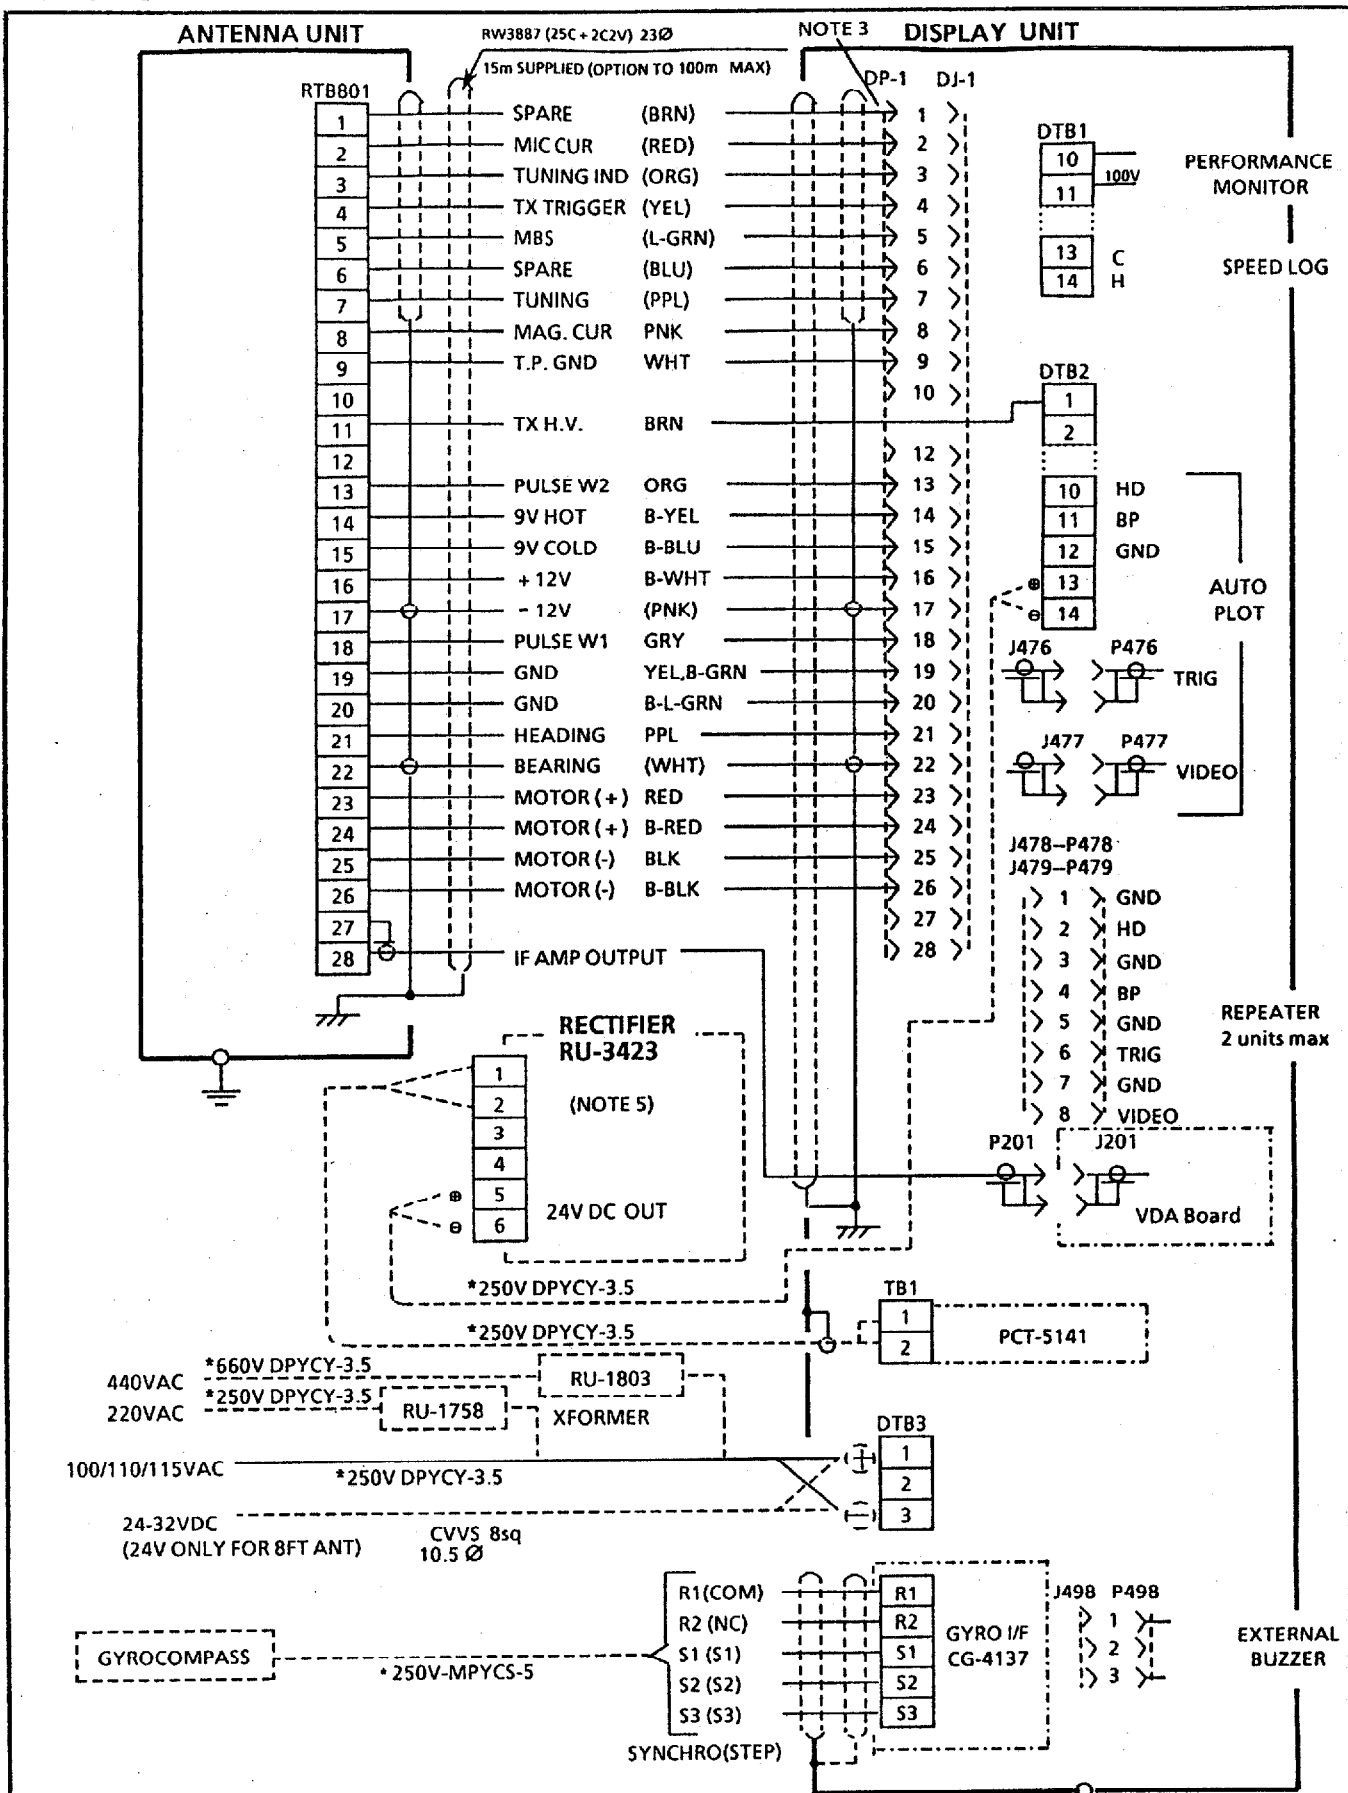 ANTENNA UNIT
RW3887 (25C + 2C2V) 23Ø
15m SUPPLIED (OPTION TO 100m MAX)
NOTE 3
DISPLAY UNIT
DP-1 DJ-1
RTB801
1 SPARE (BRN) 1
2 MIC CUR (RED) 2
3 TUNING IND (ORG) 3
4 TX TRIGGER (YEL) 4
5 MBS (L-GRN) 5
6 SPARE (BLU) 6
7 TUNING (PPL) 7
8 MAG. CUR PNK 8
9 T.P. GND WHT 9
10 10
11 TX H.V. BRN
12 12
13 PULSE W2 ORG 13
14 9V HOT B-YEL 14
15 9V COLD B-BLU 15
16 + 12V B-WHT 16
17 - 12V (PNK) 17
18 PULSE W1 GRY 18
19 GND YEL,B-GRN 19
20 GND B-L-GRN 20
21 HEADING PPL 21
22 BEARING (WHT) 22
23 MOTOR (+) RED 23
24 MOTOR (+) B-RED 24
25 MOTOR (-) BLK 25
26 MOTOR (-) B-BLK 26
27 27
28 IF AMP OUTPUT 28
DTB1
10
100V
11
PERFORMANCE
MONITOR
13 C
14 H
SPEED LOG
DTB2
1
2
10 HD
11 BP
12 GND
⊕ 13
⊖ 14
AUTO
PLOT
J476 P476
TRIG
J477 P477
VIDEO
J478–P478
J479–P479
1 GND
2 HD
3 GND
4 BP
5 GND
6 TRIG
7 GND
8 VIDEO
REPEATER
2 units max
P201 J201
VDA Board
RECTIFIER
RU-3423
(NOTE 5)
1
2
3
4
⊕ 5
⊖ 6
24V DC OUT
*250V DPYCY-3.5
*250V DPYCY-3.5
TB1
1
2
PCT-5141
440VAC
*660V DPYCY-3.5
RU-1803
220VAC
*250V DPYCY-3.5
RU-1758
XFORMER
100/110/115VAC
*250V DPYCY-3.5
24-32VDC
(24V ONLY FOR 8FT ANT)
CVVS 8sq
10.5 Ø
DTB3
+ 1
2
− 3
GYROCOMPASS
*250V-MPYCS-5
R1(COM) R1
R2 (NC) R2
S1 (S1) S1
S2 (S2) S2
S3 (S3) S3
SYNCHRO(STEP)
GYRO I/F
CG-4137
J498 P498
1
2
3
EXTERNAL
BUZZER